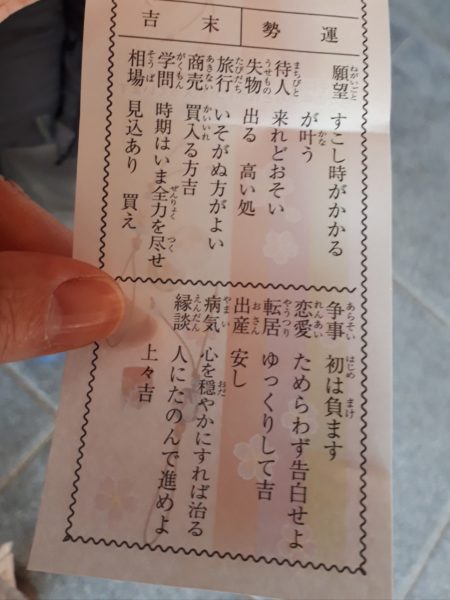 運勢 末吉
願望 すこし時がかかる
が叶う
待人 来れどおそい
失物 出る 高い処
旅行 いそがぬ方がよい
商売 買入る方吉
学問 時期はいま全力を尽せ
相場 見込あり 買え
争事 初は負ます
恋愛 ためらわず告白せよ
転居 ゆっくりして吉
出産 安し
病気 心を穏やかにすれば治る
縁談 人にたのんで進めよ
上々吉